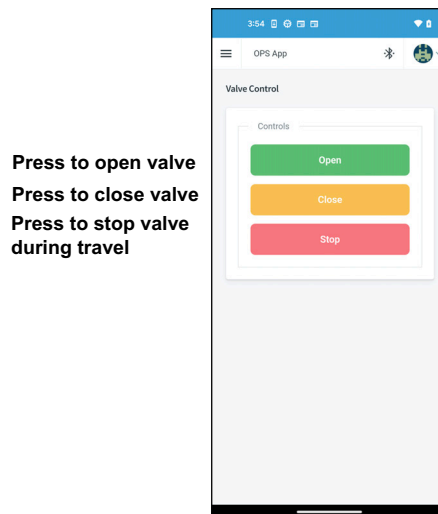 3:54
OPS App
Valve Control
Controls
Press to open valve
Open
Press to close valve
Close
Press to stop valve
during travel
Stop